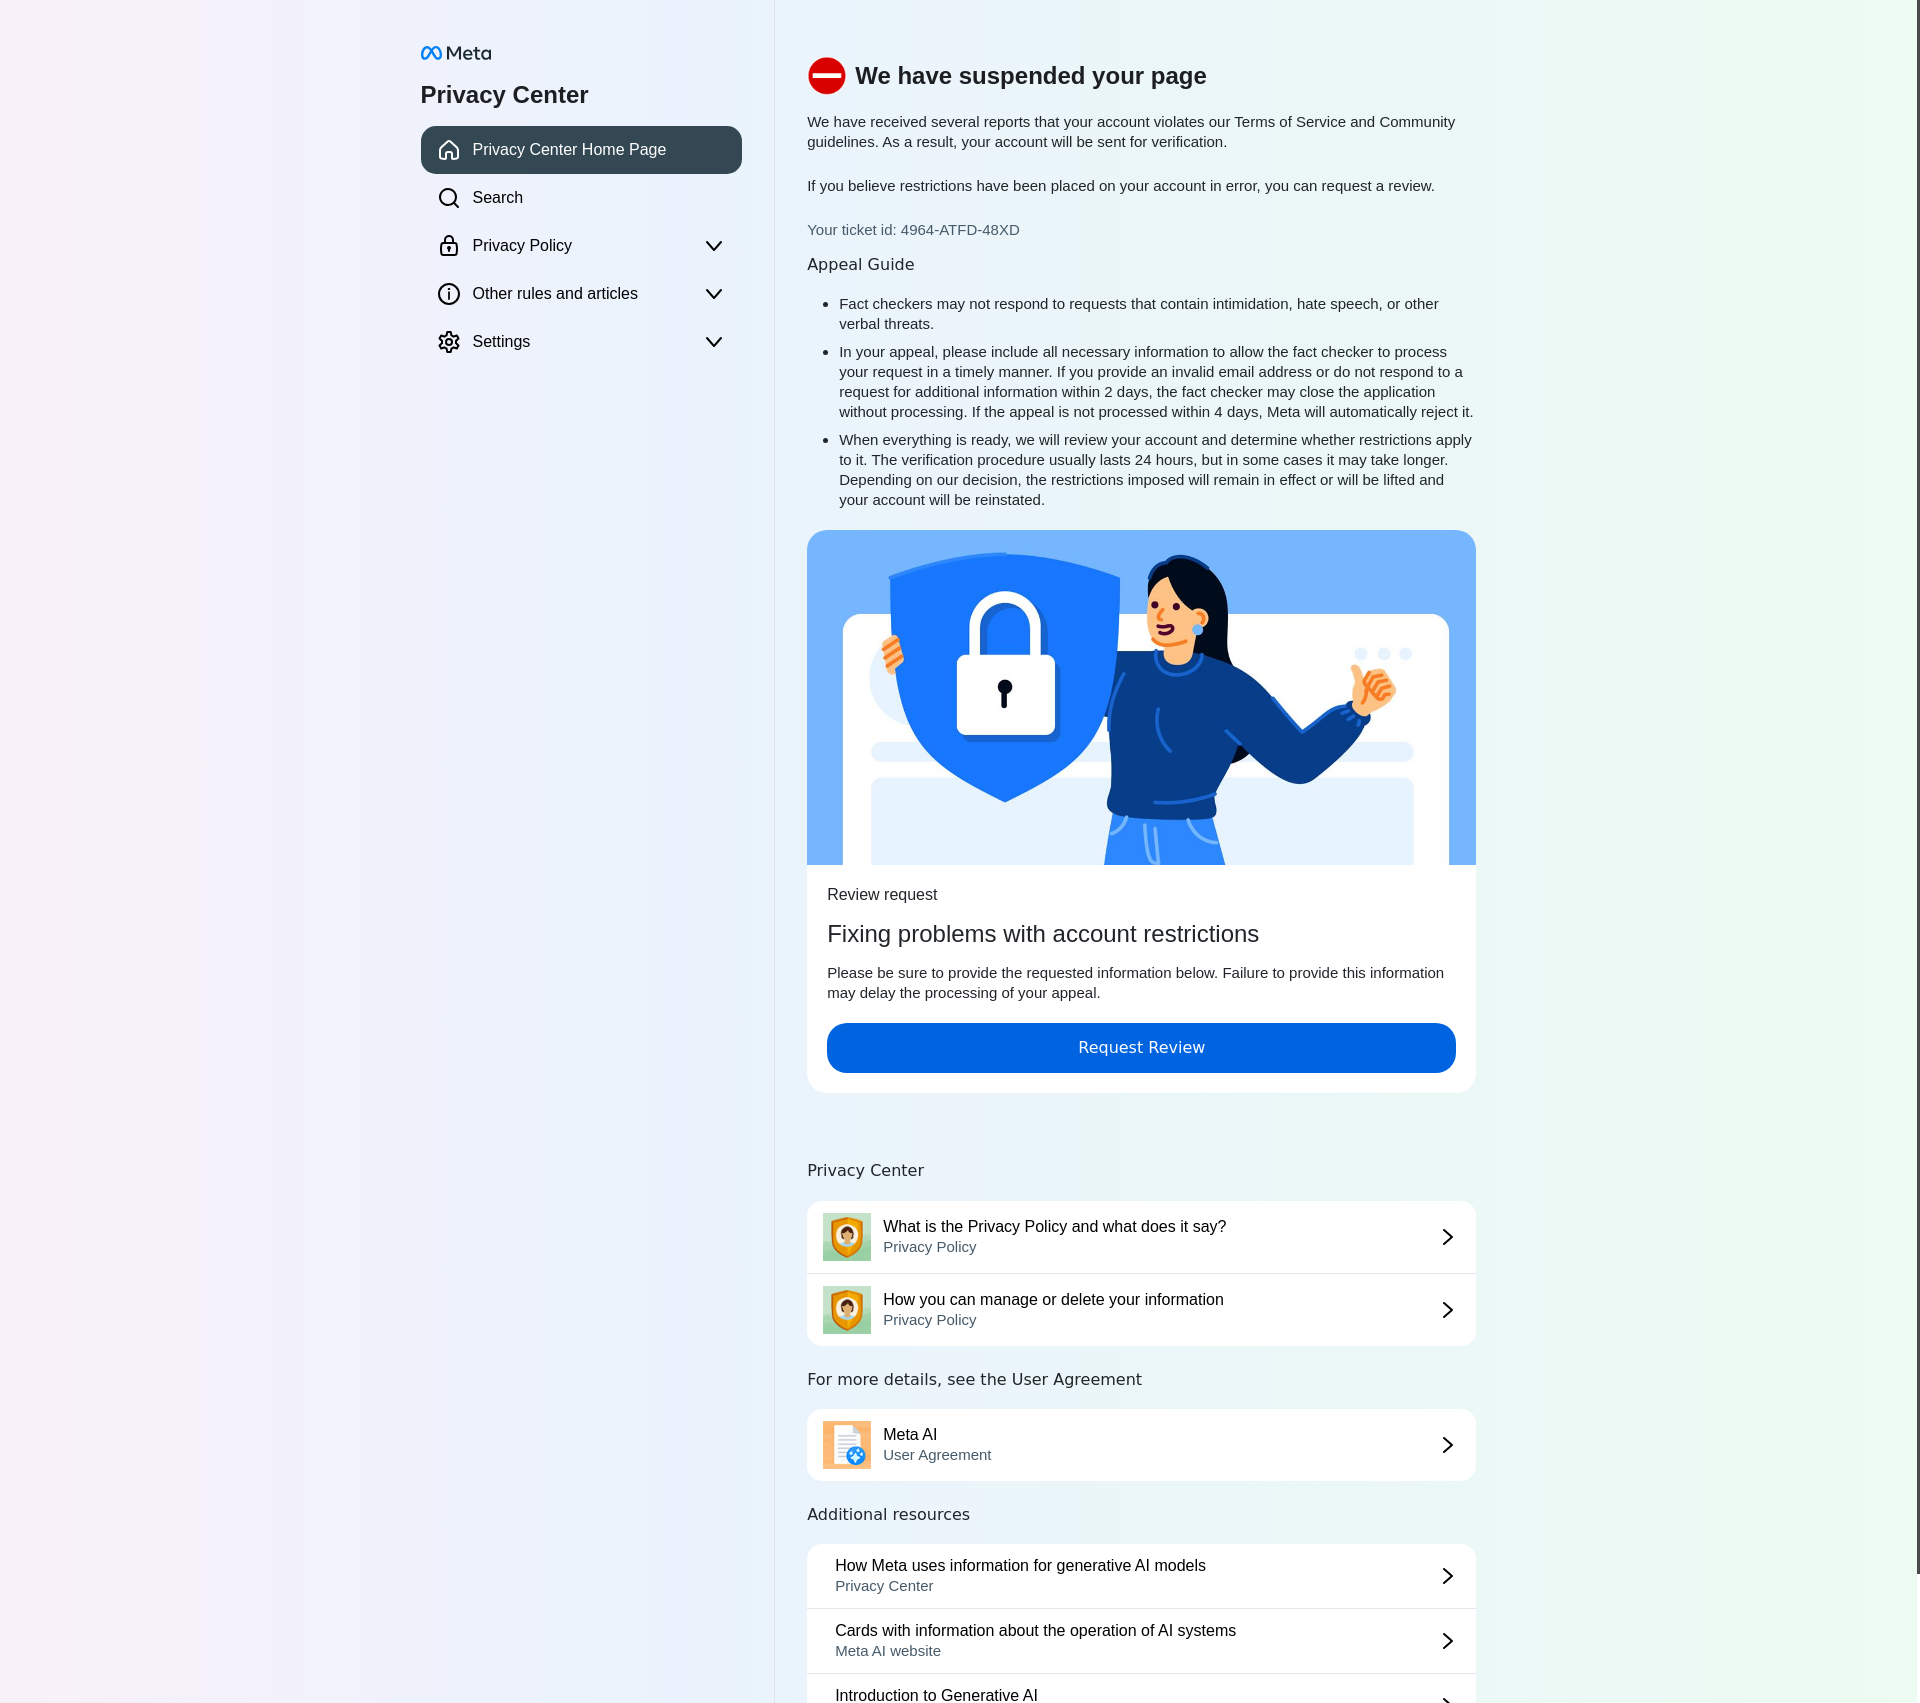 Meta
Privacy Center
Privacy Center Home Page
Search
Privacy Policy
Other rules and articles
Settings
We have suspended your page
We have received several reports that your account violates our Terms of Service and Community
guidelines. As a result, your account will be sent for verification.
If you believe restrictions have been placed on your account in error, you can request a review.
Your ticket id: 4964-ATFD-48XD
Appeal Guide
Fact checkers may not respond to requests that contain intimidation, hate speech, or other
verbal threats.
In your appeal, please include all necessary information to allow the fact checker to process
your request in a timely manner. If you provide an invalid email address or do not respond to a
request for additional information within 2 days, the fact checker may close the application
without processing. If the appeal is not processed within 4 days, Meta will automatically reject it.
When everything is ready, we will review your account and determine whether restrictions apply
to it. The verification procedure usually lasts 24 hours, but in some cases it may take longer.
Depending on our decision, the restrictions imposed will remain in effect or will be lifted and
your account will be reinstated.
Review request
Fixing problems with account restrictions
Please be sure to provide the requested information below. Failure to provide this information
may delay the processing of your appeal.
Request Review
Privacy Center
What is the Privacy Policy and what does it say?
Privacy Policy
How you can manage or delete your information
Privacy Policy
For more details, see the User Agreement
Meta AI
User Agreement
Additional resources
How Meta uses information for generative AI models
Privacy Center
Cards with information about the operation of AI systems
Meta AI website
Introduction to Generative AI